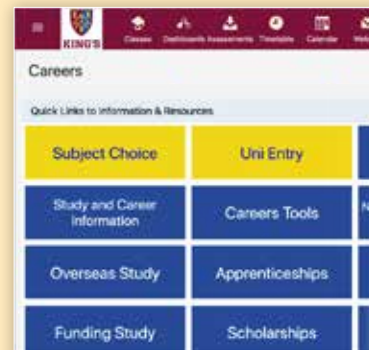 KING'S
Classes Dashboards Assessments Timetable Calendar
Careers
Quick Links to Information & Resources
Subject Choice Uni Entry
Study and Career
Information
Careers Tools
Overseas Study Apprenticeships
Funding Study Scholarships